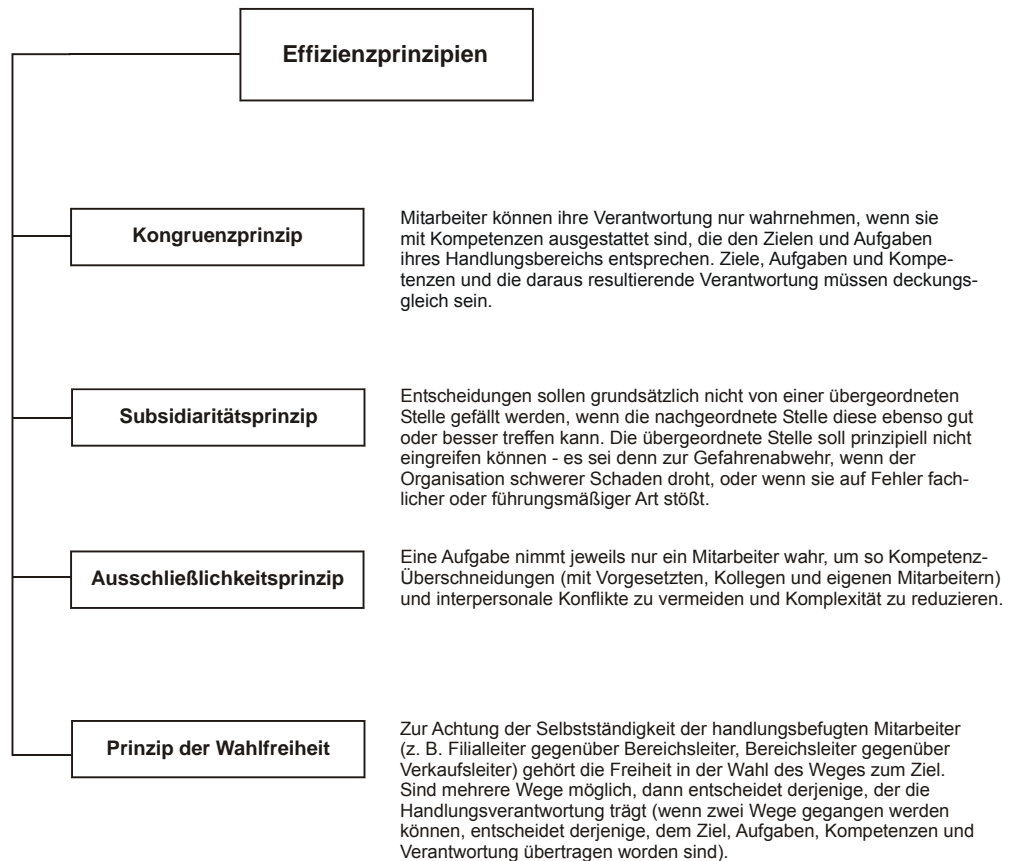 Effizienzprinzipien
Kongruenzprinzip
Mitarbeiter können ihre Verantwortung nur wahrnehmen, wenn sie
mit Kompetenzen ausgestattet sind, die den Zielen und Aufgaben
ihres Handlungsbereichs entsprechen. Ziele, Aufgaben und Kompe-
tenzen und die daraus resultierende Verantwortung müssen deckungs-
gleich sein.
Subsidiaritätsprinzip
Entscheidungen sollen grundsätzlich nicht von einer übergeordneten
Stelle gefällt werden, wenn die nachgeordnete Stelle diese ebenso gut
oder besser treffen kann. Die übergeordnete Stelle soll prinzipiell nicht
eingreifen können - es sei denn zur Gefahrenabwehr, wenn der
Organisation schwerer Schaden droht, oder wenn sie auf Fehler fach-
licher oder führungsmäßiger Art stößt.
Ausschließlichkeitsprinzip
Eine Aufgabe nimmt jeweils nur ein Mitarbeiter wahr, um so Kompetenz-
Überschneidungen (mit Vorgesetzten, Kollegen und eigenen Mitarbeitern)
und interpersonale Konflikte zu vermeiden und Komplexität zu reduzieren.
Prinzip der Wahlfreiheit
Zur Achtung der Selbstständigkeit der handlungsbefugten Mitarbeiter
(z. B. Filialleiter gegenüber Bereichsleiter, Bereichsleiter gegenüber
Verkaufsleiter) gehört die Freiheit in der Wahl des Weges zum Ziel.
Sind mehrere Wege möglich, dann entscheidet derjenige, der die
Handlungsverantwortung trägt (wenn zwei Wege gegangen werden
können, entscheidet derjenige, dem Ziel, Aufgaben, Kompetenzen und
Verantwortung übertragen worden sind).